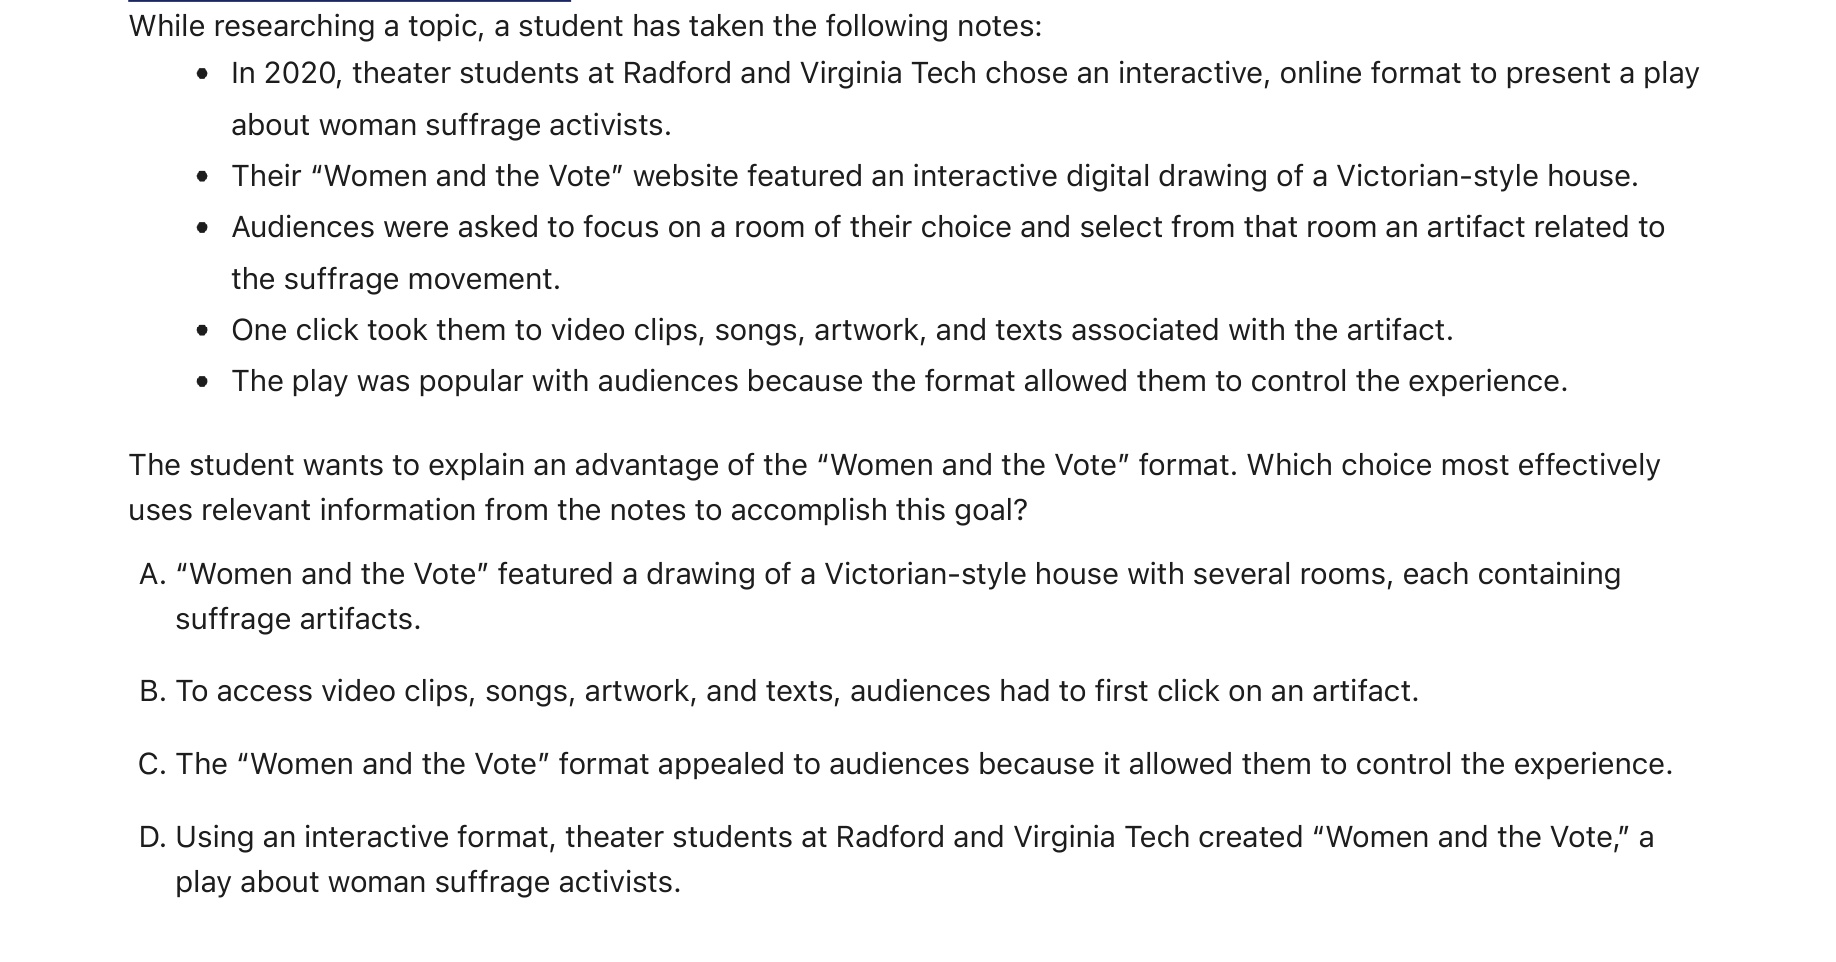 While researching a topic, a student has taken the following notes:
• In 2020, theater students at Radford and Virginia Tech chose an interactive, online format to present a play
about woman suffrage activists.
• Their “Women and the Vote” website featured an interactive digital drawing of a Victorian-style house.
• Audiences were asked to focus on a room of their choice and select from that room an artifact related to
the suffrage movement.
• One click took them to video clips, songs, artwork, and texts associated with the artifact.
• The play was popular with audiences because the format allowed them to control the experience.
The student wants to explain an advantage of the “Women and the Vote” format. Which choice most effectively
uses relevant information from the notes to accomplish this goal?
A. “Women and the Vote” featured a drawing of a Victorian-style house with several rooms, each containing
suffrage artifacts.
B. To access video clips, songs, artwork, and texts, audiences had to first click on an artifact.
C. The “Women and the Vote” format appealed to audiences because it allowed them to control the experience.
D. Using an interactive format, theater students at Radford and Virginia Tech created “Women and the Vote,” a
play about woman suffrage activists.